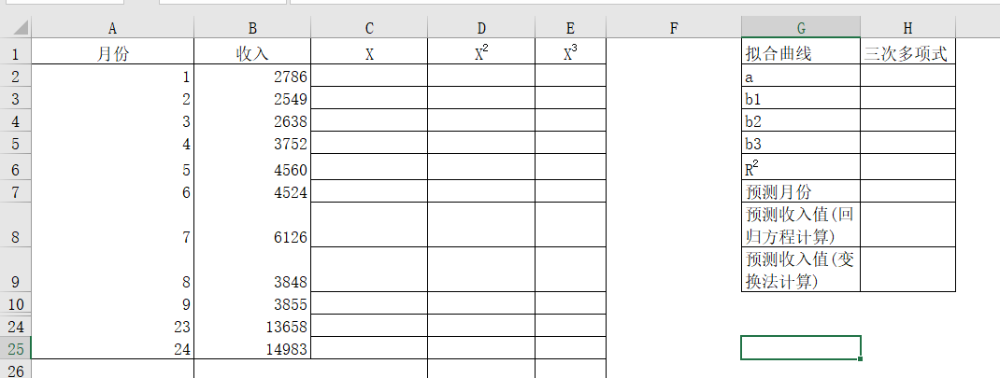 A B C D E F G H
1 月份 收入 X X² X³ 拟合曲线 三次多项式
2 1 2786 a
3 2 2549 b1
4 3 2638 b2
5 4 3752 b3
6 5 4560 R²
7 6 4524 预测月份
8 7 6126 预测收入值(回
归方程计算)
9 8 3848 预测收入值(变
换法计算)
10 9 3855
24 23 13658
25 24 14983
26